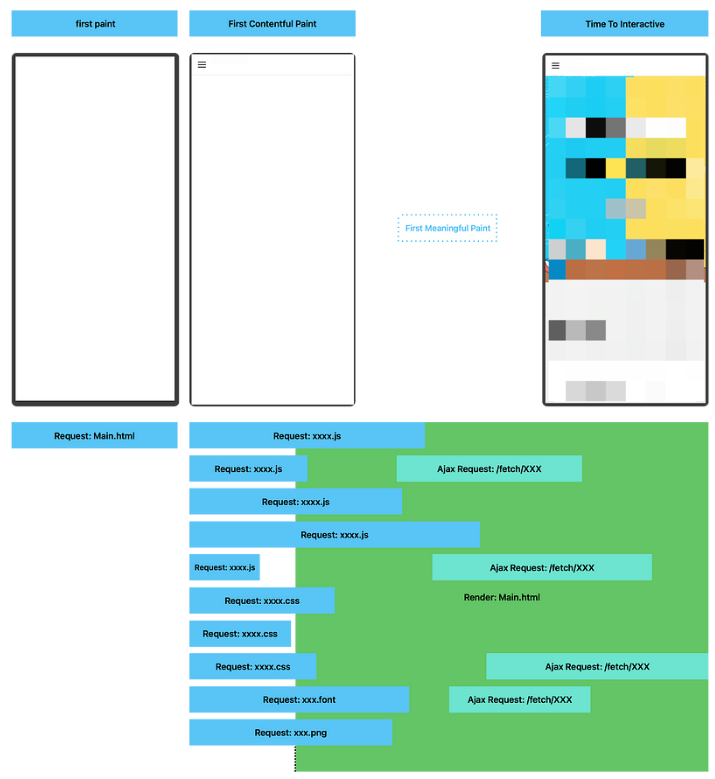 first paint
First Contentful Paint
Time To Interactive
First Meaningful Paint
Request: Main.html
Request: xxxx.js
Request: xxxx.js
Ajax Request: /fetch/XXX
Request: xxxx.js
Request: xxxx.js
Request: xxxx.js
Ajax Request: /fetch/XXX
Request: xxxx.css
Render: Main.html
Request: xxxx.css
Request: xxxx.css
Ajax Request: /fetch/XXX
Request: xxx.font
Ajax Request: /fetch/XXX
Request: xxx.png